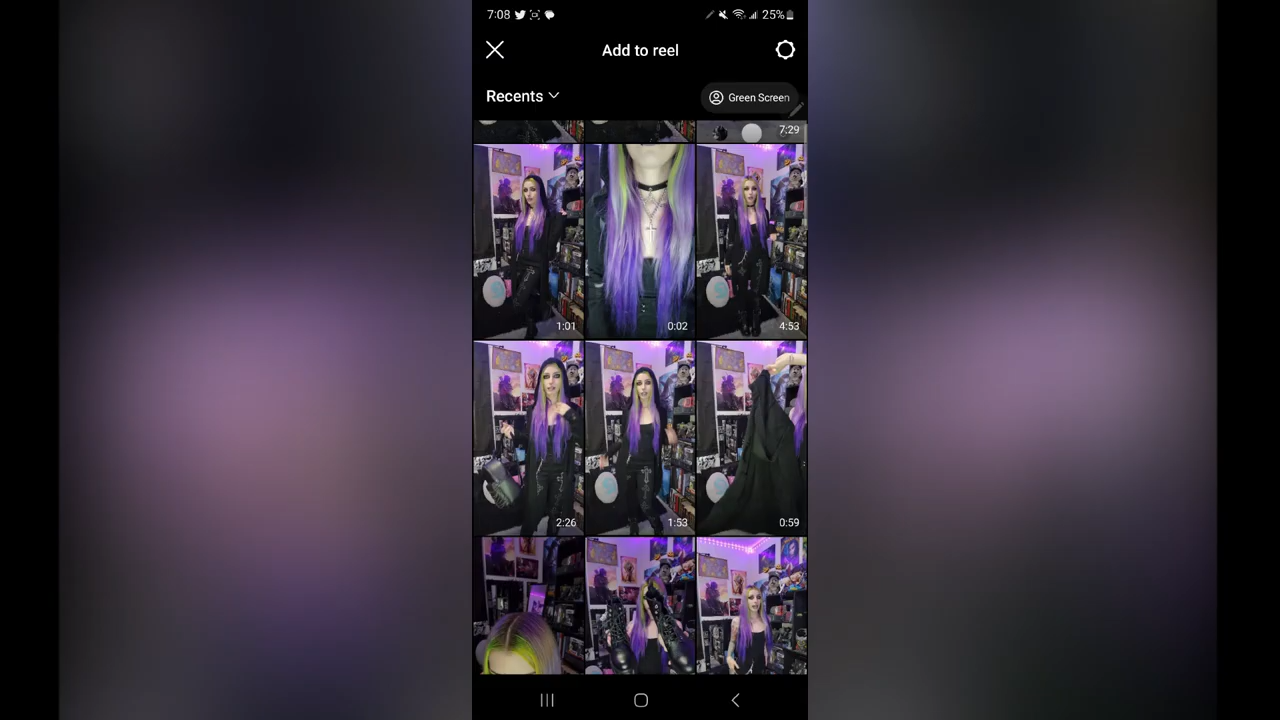 7:08 25%
Add to reel
Recents
Green Screen
7:29
1:01 0:02 4:53
2:26 1:53 0:59